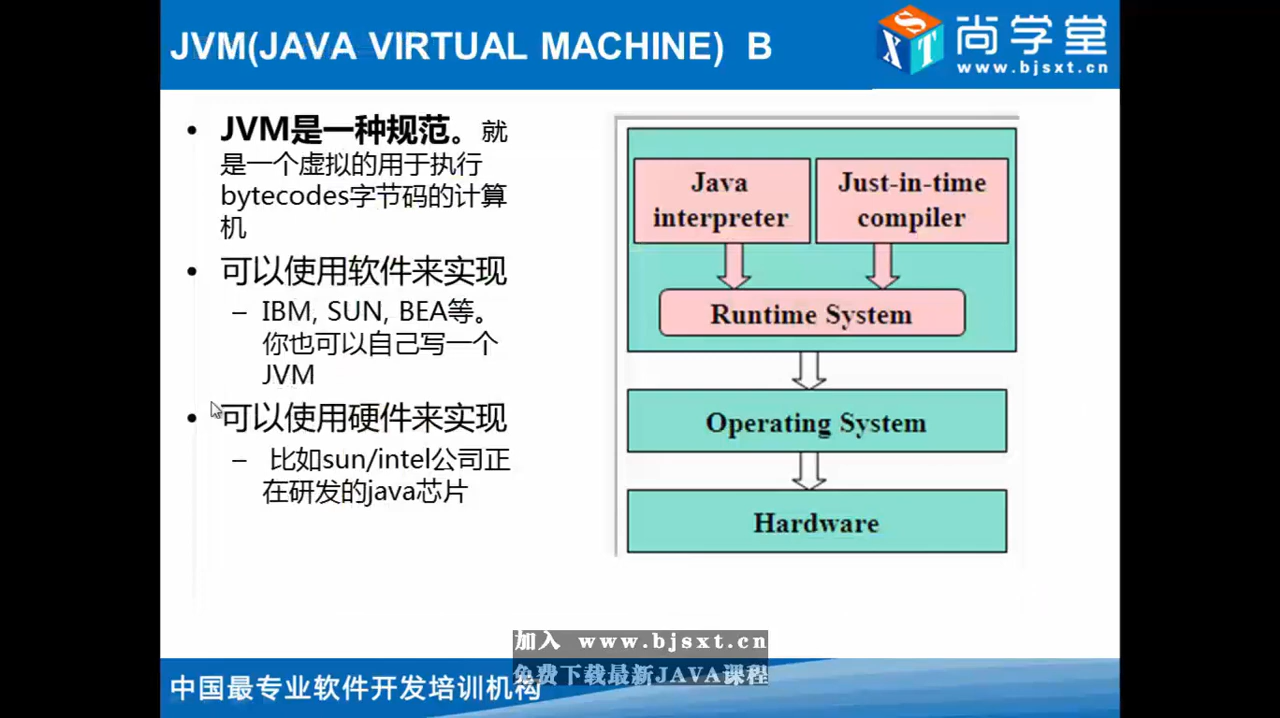 JVM(JAVA VIRTUAL MACHINE) B
SXT
尚学堂
www.bjsxt.cn
• JVM是一种规范。就
是一个虚拟的用于执行
bytecodes字节码的计算
机
• 可以使用软件来实现
– IBM, SUN, BEA等。
你也可以自己写一个
JVM
• 可以使用硬件来实现
– 比如sun/intel公司正
在研发的java芯片
Java
interpreter
Just-in-time
compiler
Runtime System
Operating System
Hardware
加入 www.bjsxt.cn
免费下载最新JAVA课程
中国最专业软件开发培训机构